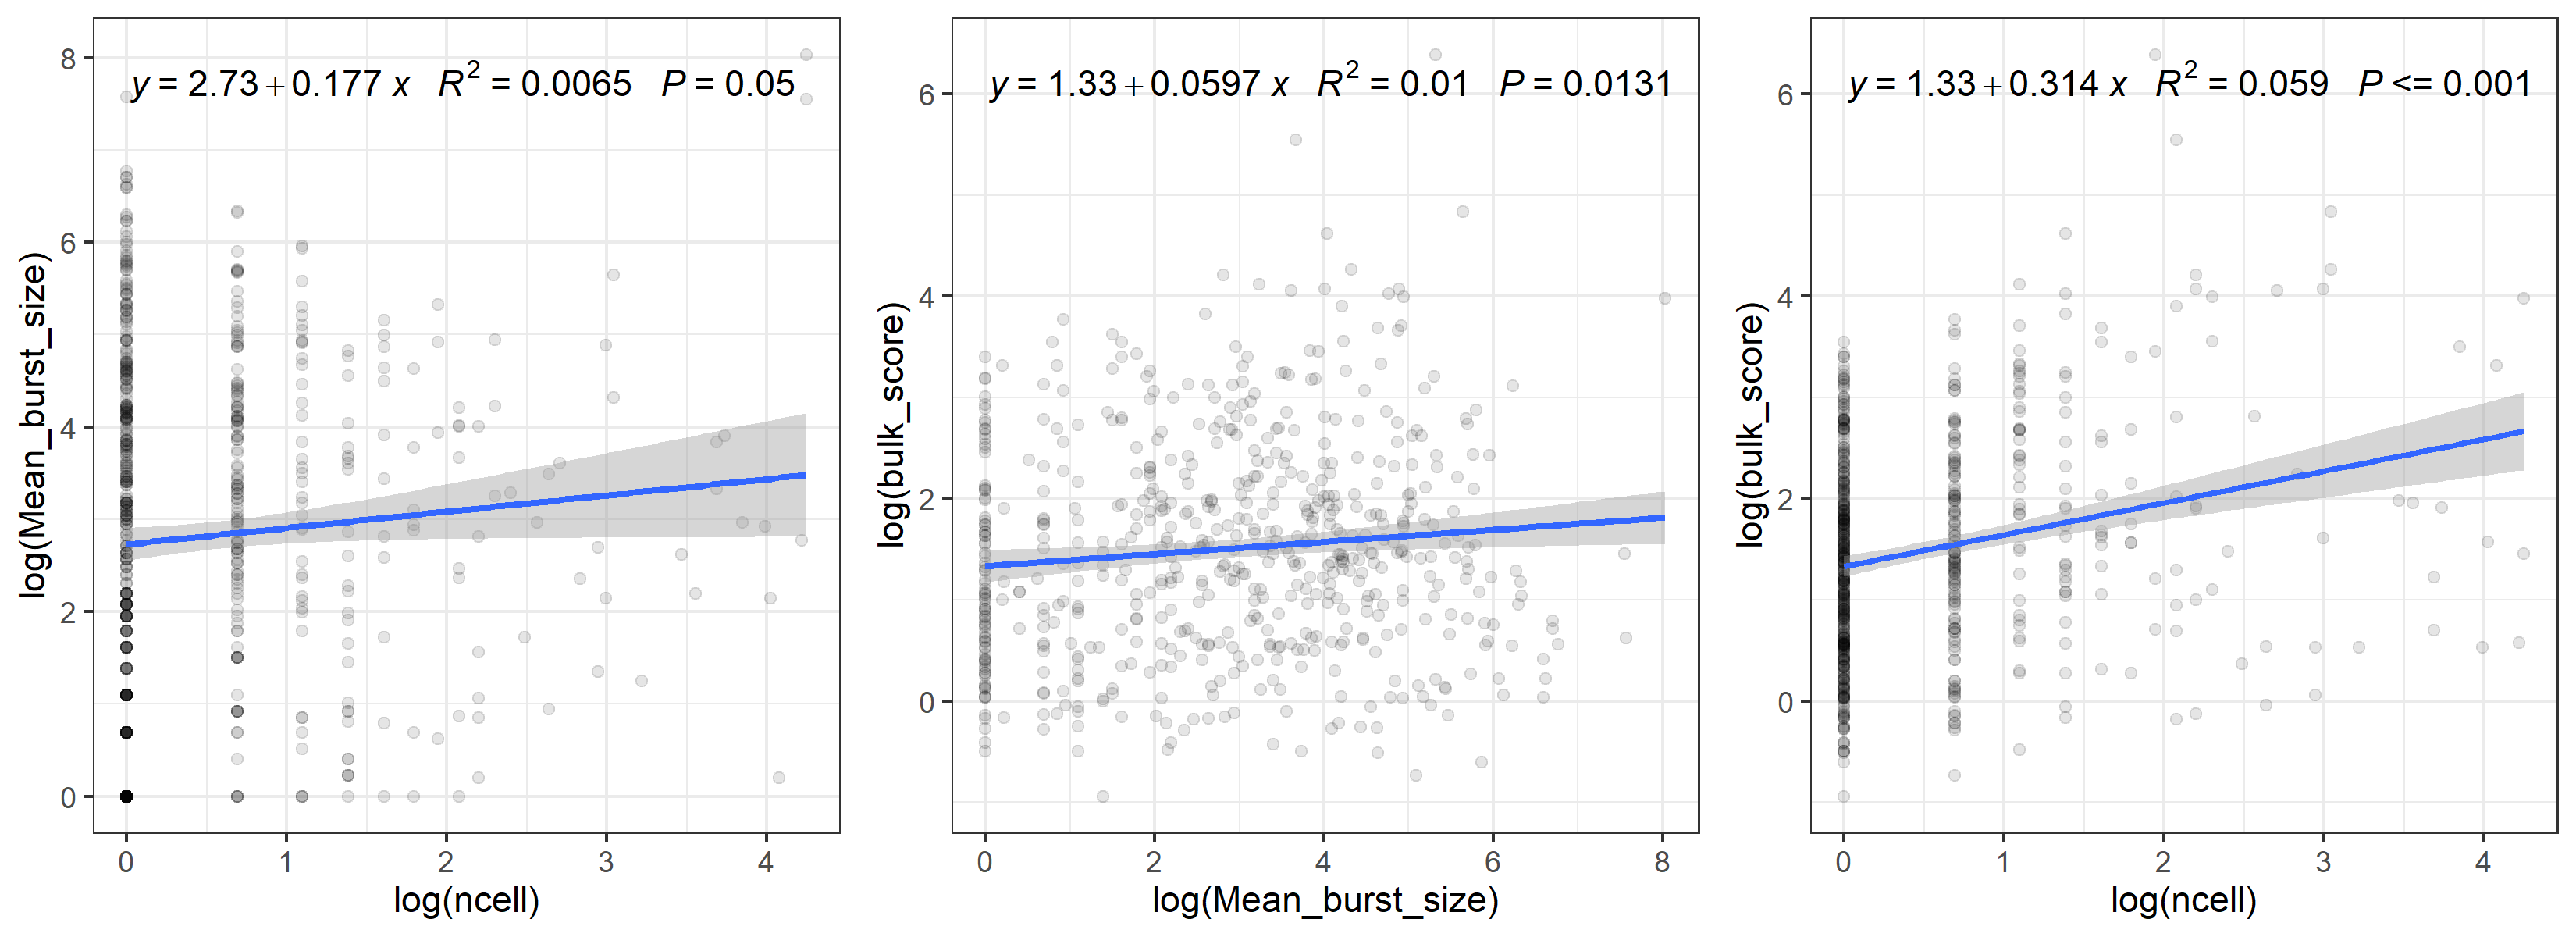 y = 2.73 + 0.177 x R² = 0.0065 P = 0.05
8
6
4
2
0
log(Mean_burst_size)
0 1 2 3 4
log(ncell)
y = 1.33 + 0.0597 x R² = 0.01 P = 0.0131
6
4
2
0
log(bulk_score)
0 2 4 6 8
log(Mean_burst_size)
y = 1.33 + 0.314 x R² = 0.059 P <= 0.001
6
4
2
0
log(bulk_score)
0 1 2 3 4
log(ncell)